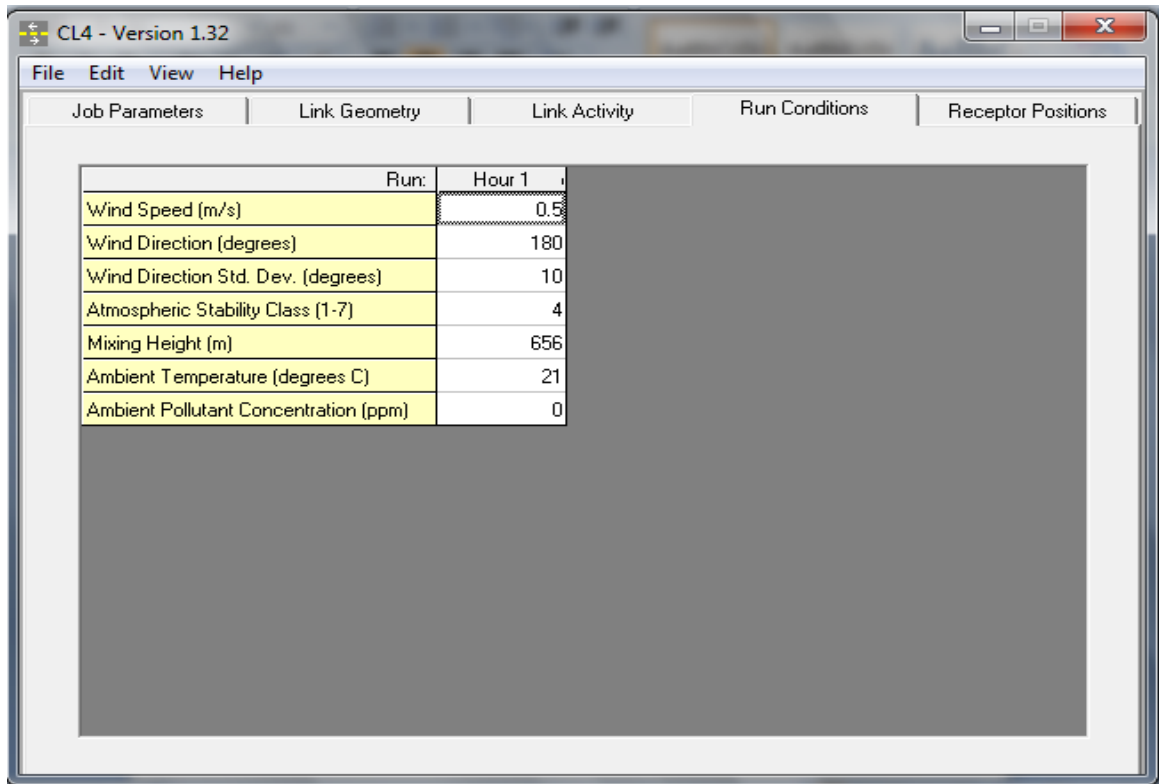 CL4 - Version 1.32
File Edit View Help
Job Parameters Link Geometry Link Activity Run Conditions Receptor Positions
Run: Hour 1
Wind Speed (m/s) 0.5
Wind Direction (degrees) 180
Wind Direction Std. Dev. (degrees) 10
Atmospheric Stability Class (1-7) 4
Mixing Height (m) 656
Ambient Temperature (degrees C) 21
Ambient Pollutant Concentration (ppm) 0